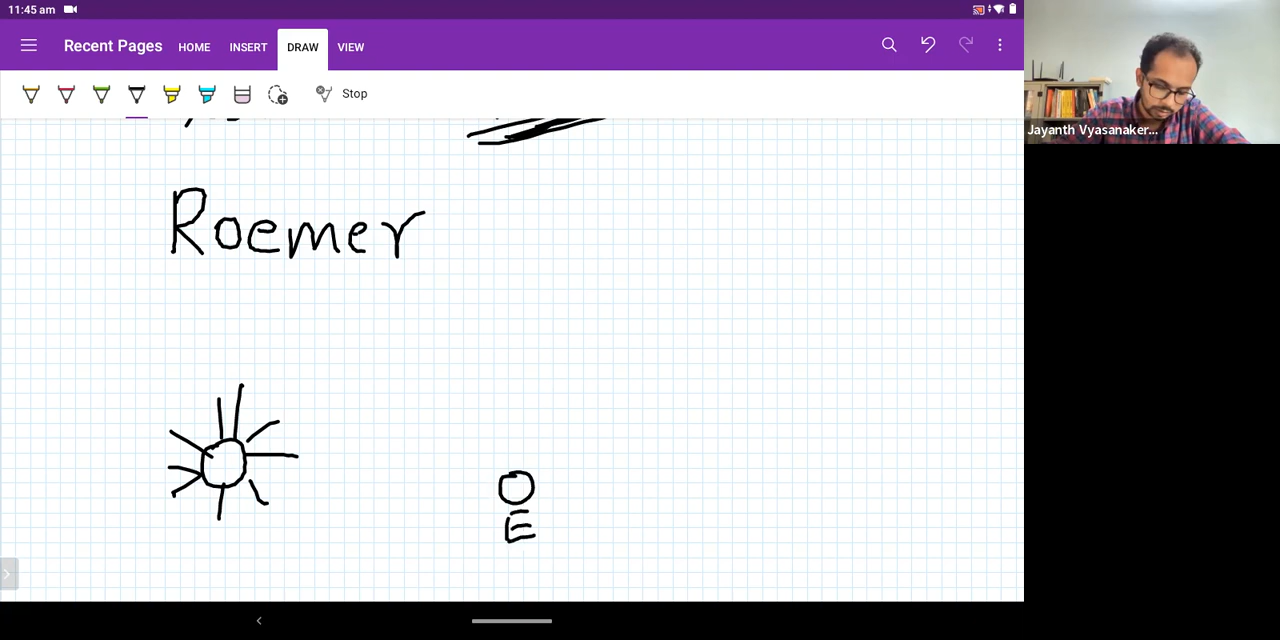 11:45 am
Recent Pages HOME INSERT DRAW VIEW
Stop
Jayanth Vyasanaker...
Roemer
E